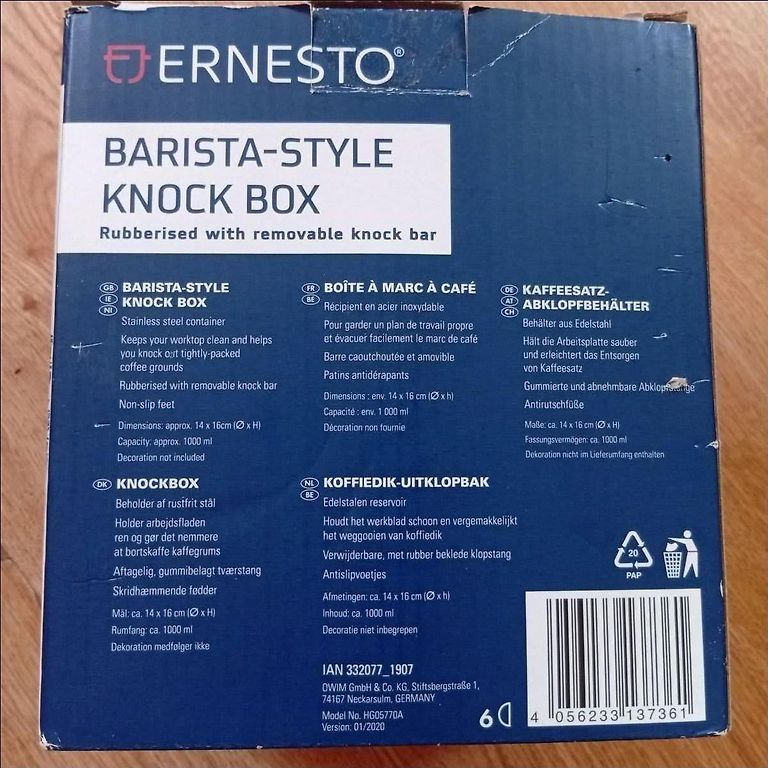 ERNESTO®
BARISTA-STYLE
KNOCK BOX
Rubberised with removable knock bar
GB IE NI BARISTA-STYLE
KNOCK BOX
Stainless steel container
Keeps your worktop clean and helps
you knock out tightly-packed
coffee grounds
Rubberised with removable knock bar
Non-slip feet
Dimensions: approx. 14 x 16cm (Ø x H)
Capacity: approx. 1000 ml
Decoration not included
FR BE BOÎTE À MARC À CAFÉ
Récipient en acier inoxydable
Pour garder un plan de travail propre
et évacuer facilement le marc de café
Barre caoutchoutée et amovible
Patins antidérapants
Dimensions : env. 14 x 16 cm (Ø x h)
Capacité : env. 1 000 ml
Décoration non fournie
DE AT CH KAFFEESATZ-
ABKLOPFBEHÄLTER
Behälter aus Edelstahl
Hält die Arbeitsplatte sauber
und erleichtert das Entsorgen
von Kaffeesatz
Gummierte und abnehmbare Abklopfstange
Antirutschfüße
Maße: ca. 14 x 16 cm (Ø x H)
Fassungsvermögen: ca. 1000 ml
Dekoration nicht im Lieferumfang enthalten
DK KNOCKBOX
Beholder af rustfrit stål
Holder arbejdsfladen
ren og gør det nemmere
at bortskaffe kaffegrums
Aftagelig, gummibelagt tværstang
Skridhæmmende fødder
Mål: ca. 14 x 16 cm (Ø x H)
Rumfang: ca. 1000 ml
Dekoration medfølger ikke
NL BE KOFFIEDIK-UITKLOPBAK
Edelstalen reservoir
Houdt het werkblad schoon en vergemakkelijkt
het weggooien van koffiedik
Verwijderbare, met rubber beklede klopstang
Antislipvoetjes
Afmetingen: ca. 14 x 16 cm (Ø x h)
Inhoud: ca. 1000 ml
Decoratie niet inbegrepen
IAN 332077_1907
OWIM GmbH & Co. KG, Stiftsbergstraße 1,
74167 Neckarsulm, GERMANY
Model No. HG05770A
Version: 01/2020
20
PAP
6
4 056233 137361